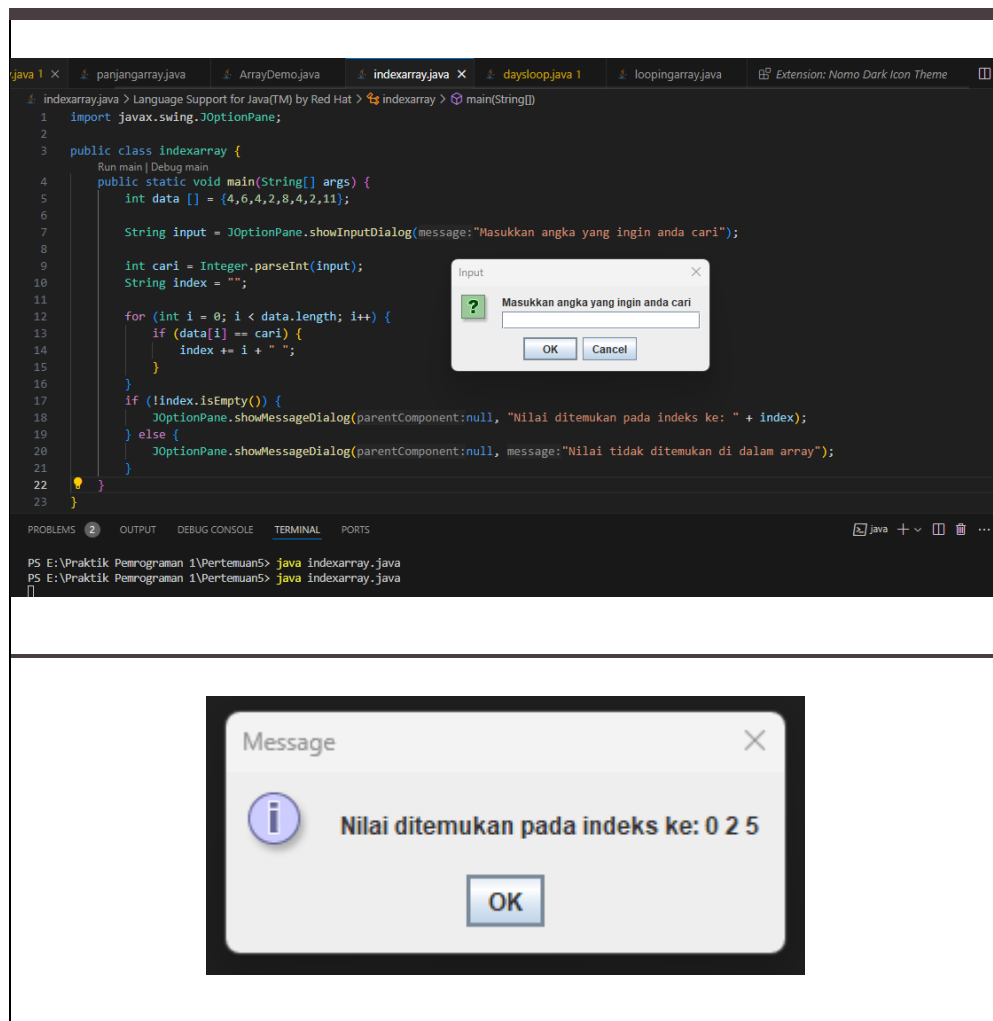 java 1 × panjangarray.java ArrayDemo.java indexarray.java × daysloop.java 1 loopingarray.java Extension: Nomo Dark Icon Theme
indexarray.java > Language Support for Java(TM) by Red Hat > indexarray > main(String[])
1 import javax.swing.JOptionPane;
2
3 public class indexarray {
Run main | Debug main
4 public static void main(String[] args) {
5 int data [] = {4,6,4,2,8,4,2,11};
6
7 String input = JOptionPane.showInputDialog(message:"Masukkan angka yang ingin anda cari");
8
9 int cari = Integer.parseInt(input);
10 String index = "";
11
12 for (int i = 0; i < data.length; i++) {
13 if (data[i] == cari) {
14 index += i + " ";
15 }
16 }
17 if (!index.isEmpty()) {
18 JOptionPane.showMessageDialog(parentComponent:null, "Nilai ditemukan pada indeks ke: " + index);
19 } else {
20 JOptionPane.showMessageDialog(parentComponent:null, message:"Nilai tidak ditemukan di dalam array");
21 }
22 }
23 }
Input ×
? Masukkan angka yang ingin anda cari
OK Cancel
PROBLEMS 2 OUTPUT DEBUG CONSOLE TERMINAL PORTS java
PS E:\Praktik Pemrograman 1\Pertemuan5> java indexarray.java
PS E:\Praktik Pemrograman 1\Pertemuan5> java indexarray.java
Message
i Nilai ditemukan pada indeks ke: 0 2 5
OK